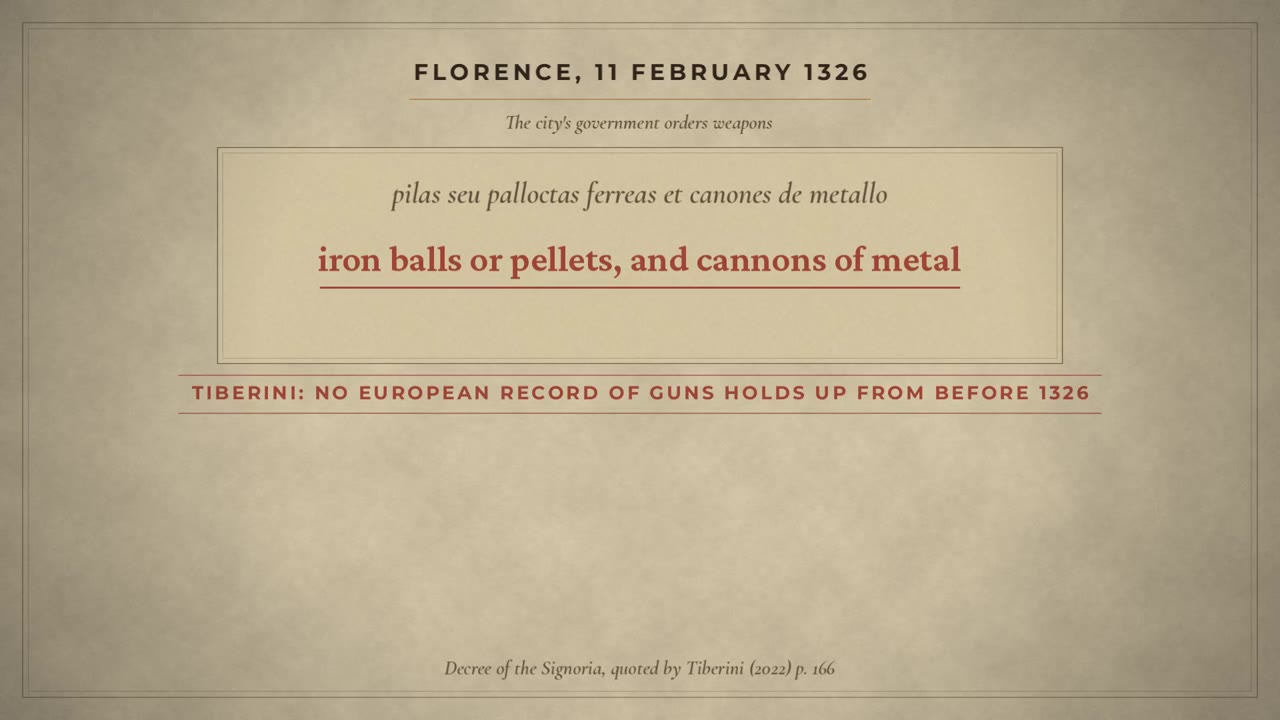 FLORENCE, 11 FEBRUARY 1326
The city's government orders weapons
pilas seu palloctas ferreas et canones de metallo
iron balls or pellets, and cannons of metal
TIBERINI: NO EUROPEAN RECORD OF GUNS HOLDS UP FROM BEFORE 1326
Decree of the Signoria, quoted by Tiberini (2022) p. 166